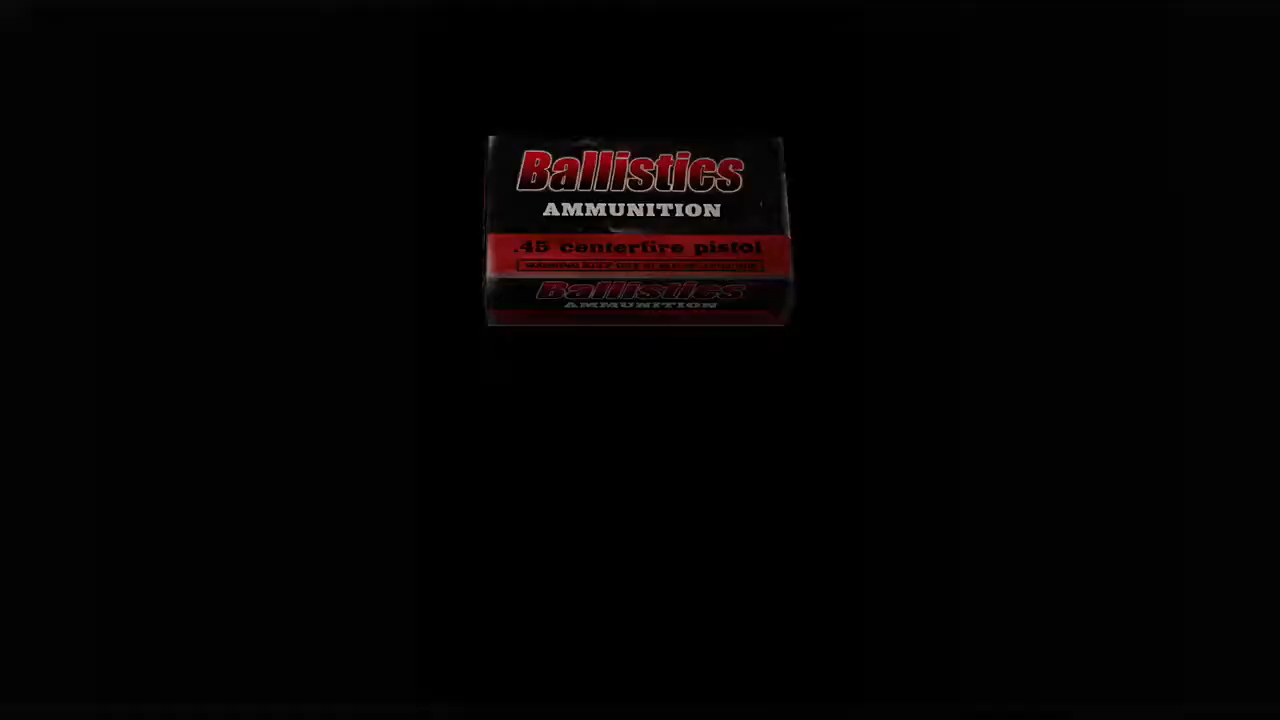 Ballistics
AMMUNITION
.45 centerfire pistol
Ballistics
AMMUNITION